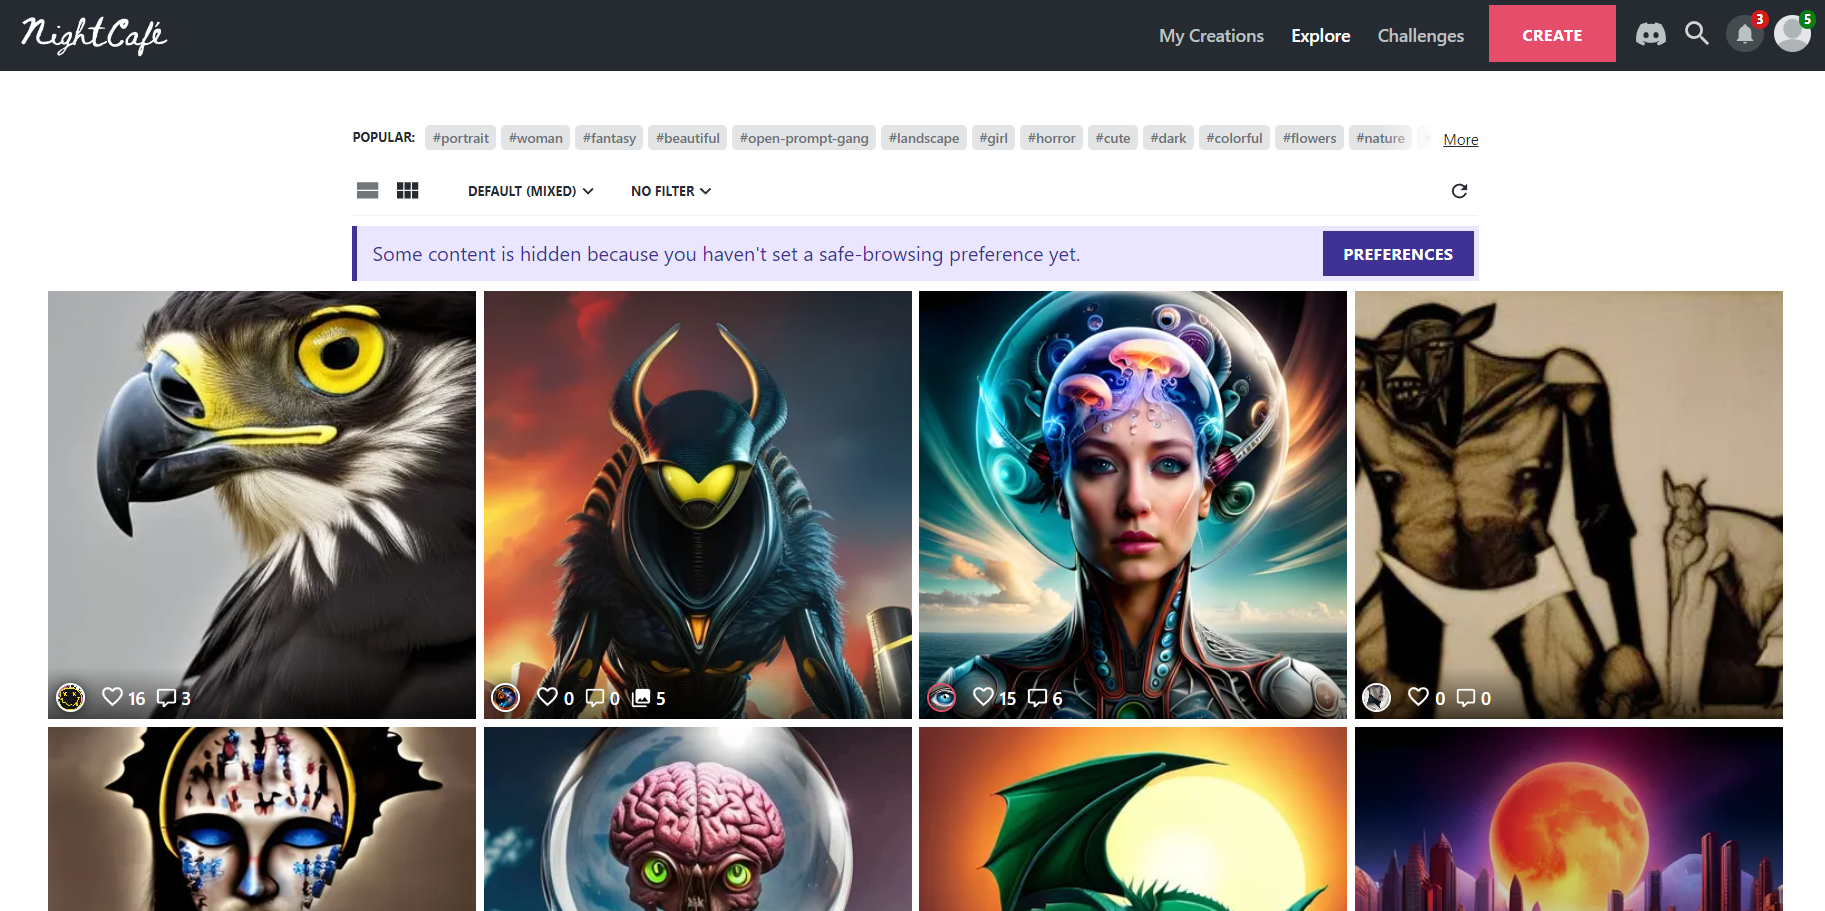 NightCafé
My Creations Explore Challenges CREATE 3 5
POPULAR: #portrait #woman #fantasy #beautiful #open-prompt-gang #landscape #girl #horror #cute #dark #colorful #flowers #nature More
DEFAULT (MIXED) NO FILTER
Some content is hidden because you haven't set a safe-browsing preference yet. PREFERENCES
16 3 0 0 5 15 6 0 0